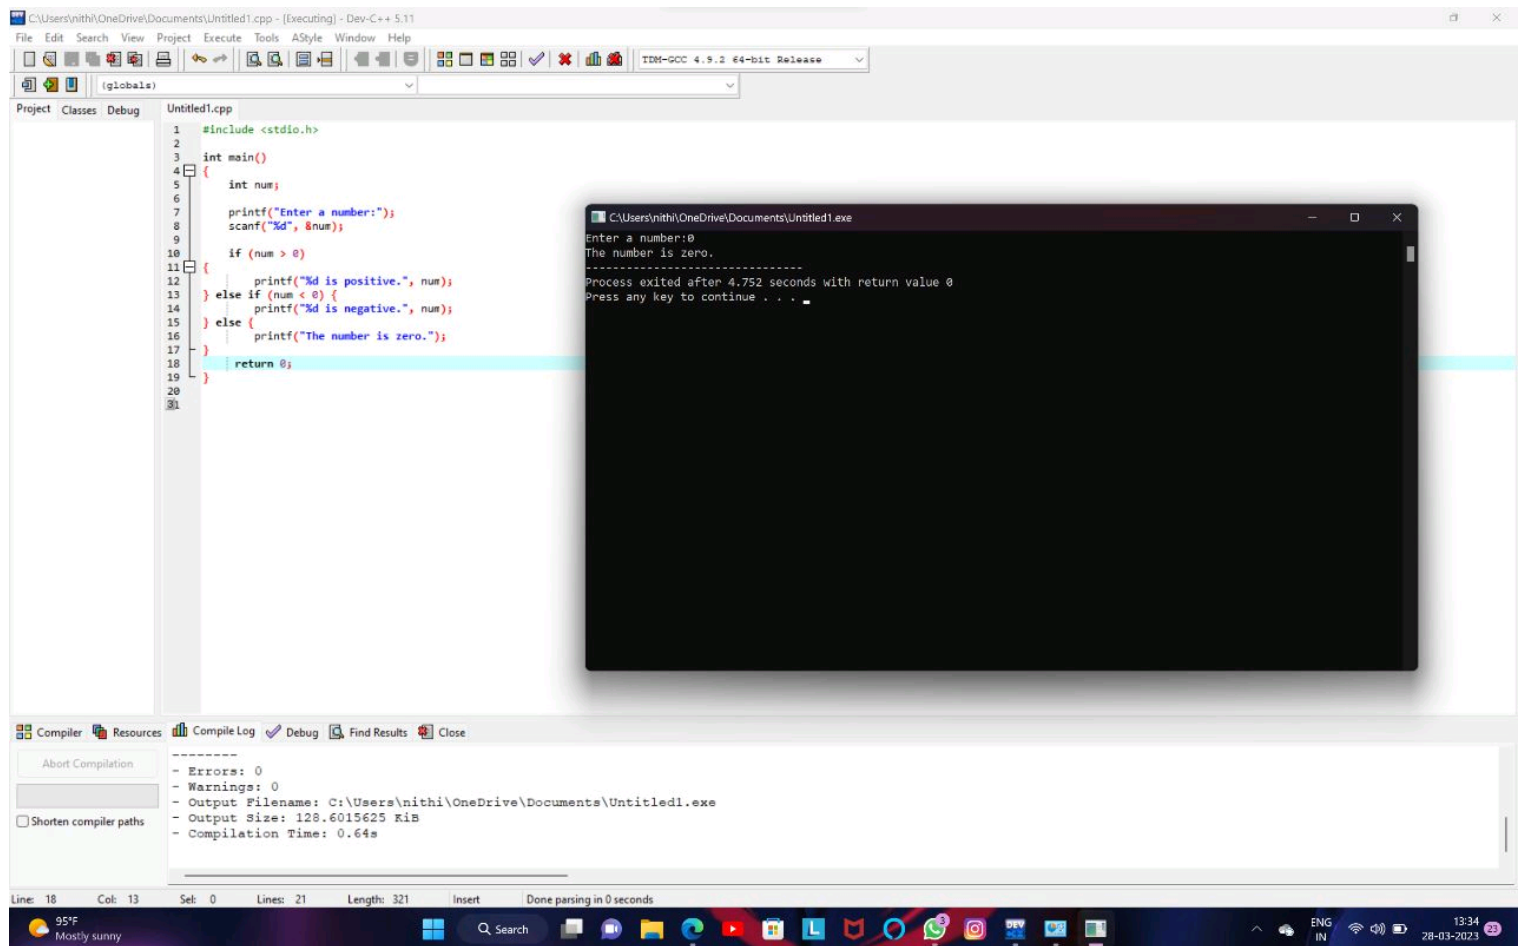 C:\Users\nithi\OneDrive\Documents\Untitled1.cpp - [Executing] - Dev-C++ 5.11
File Edit Search View Project Execute Tools AStyle Window Help
TDM-GCC 4.9.2 64-bit Release
(globals)
Project Classes Debug Untitled1.cpp
1 #include <stdio.h>
2
3 int main()
4 {
5 int num;
6
7 printf("Enter a number:");
8 scanf("%d", &num);
9
10 if (num > 0)
11 {
12 printf("%d is positive.", num);
13 } else if (num < 0) {
14 printf("%d is negative.", num);
15 } else {
16 printf("The number is zero.");
17 }
18 return 0;
19 }
20
C:\Users\nithi\OneDrive\Documents\Untitled1.exe
Enter a number:0
The number is zero.
--------------------------------
Process exited after 4.752 seconds with return value 0
Press any key to continue . . .
Compiler Resources Compile Log Debug Find Results Close
Abort Compilation
Shorten compiler paths
--------
- Errors: 0
- Warnings: 0
- Output Filename: C:\Users\nithi\OneDrive\Documents\Untitled1.exe
- Output Size: 128.6015625 KiB
- Compilation Time: 0.64s
Line: 18 Col: 13 Sel: 0 Lines: 21 Length: 321 Insert Done parsing in 0 seconds
95°F
Mostly sunny
Search
DEV
3
ENG
IN
13:34
28-03-2023
23